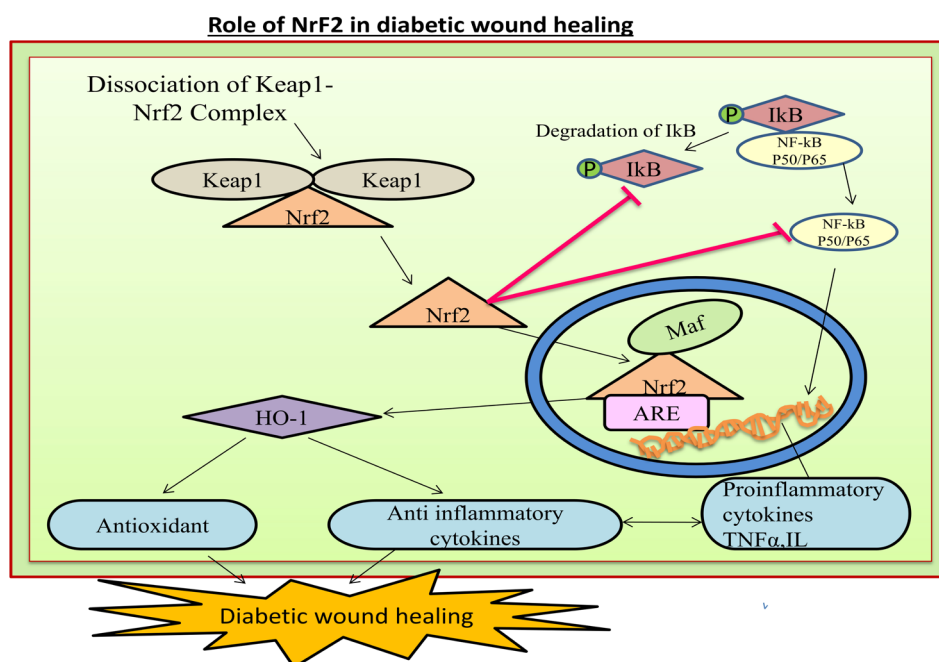 Role of NrF2 in diabetic wound healing
Dissociation of Keap1-
Nrf2 Complex
Keap1
Keap1
Nrf2
P
IkB
NF-kB
P50/P65
Degradation of IkB
P
IkB
NF-kB
P50/P65
Nrf2
Maf
Nrf2
ARE
HO-1
Antioxidant
Anti inflammatory
cytokines
Proinflammatory
cytokines
TNFα,IL
Diabetic wound healing